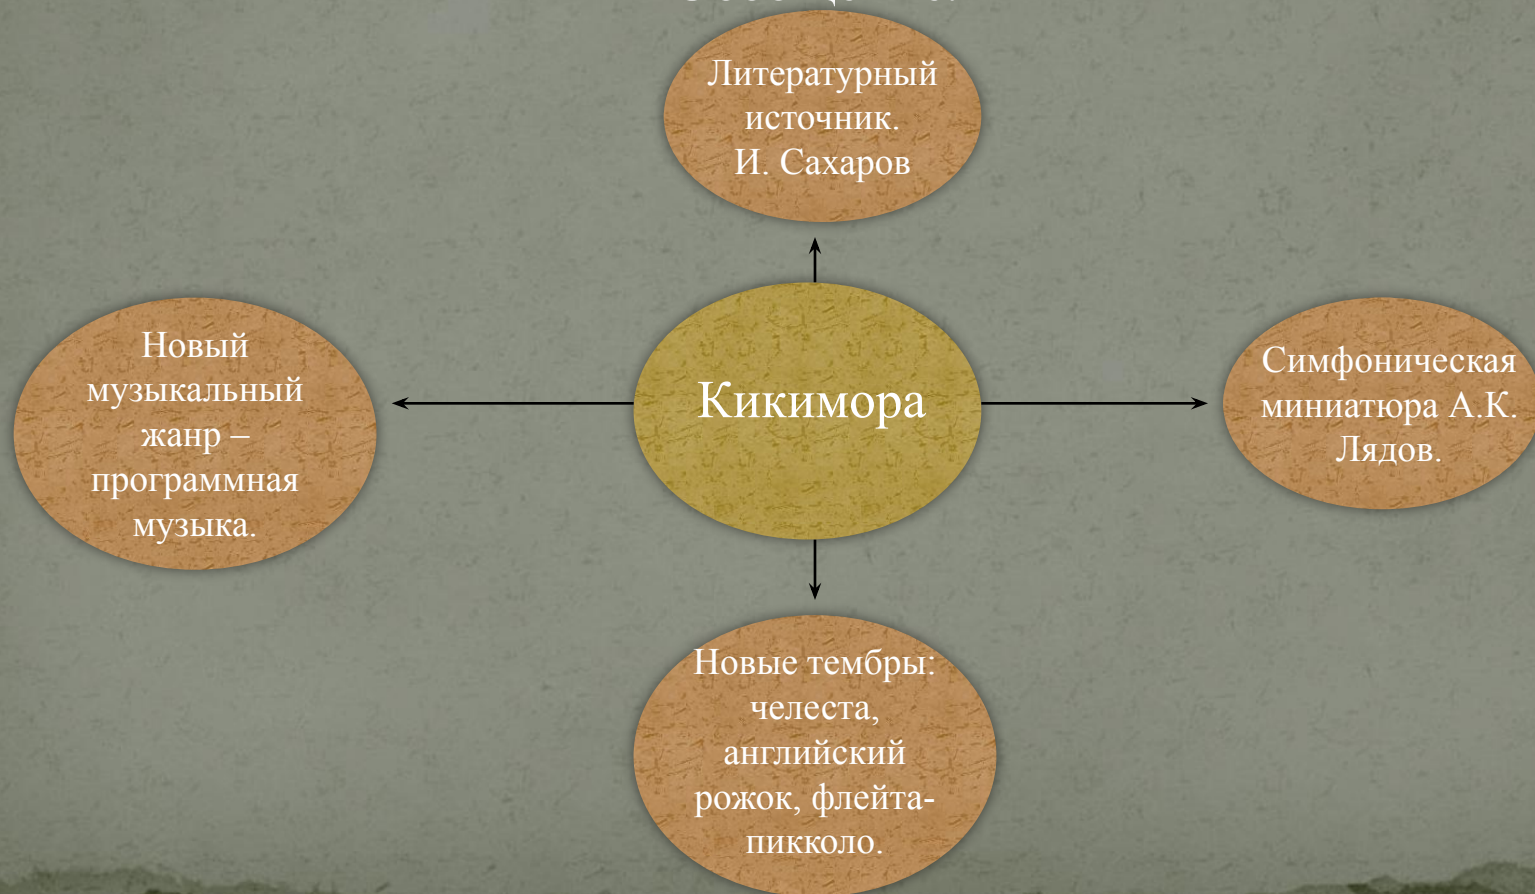 Литературный
источник.
И. Сахаров
Новый
музыкальный
жанр –
программная
музыка.
Кикимора
Симфоническая
миниатюра А.К.
Лядов.
Новые тембры:
челеста,
английский
рожок, флейта-
пикколо.